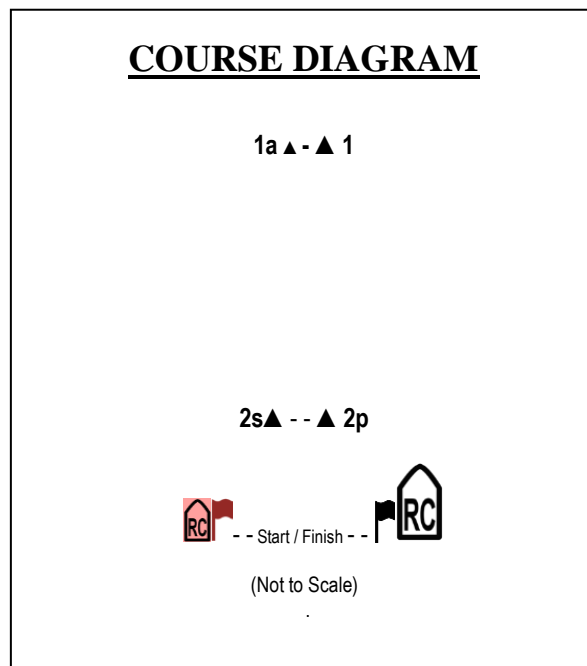 COURSE DIAGRAM
1a ▲ - ▲ 1
2s▲ - - ▲ 2p
RC - - Start / Finish - - RC
(Not to Scale)
.